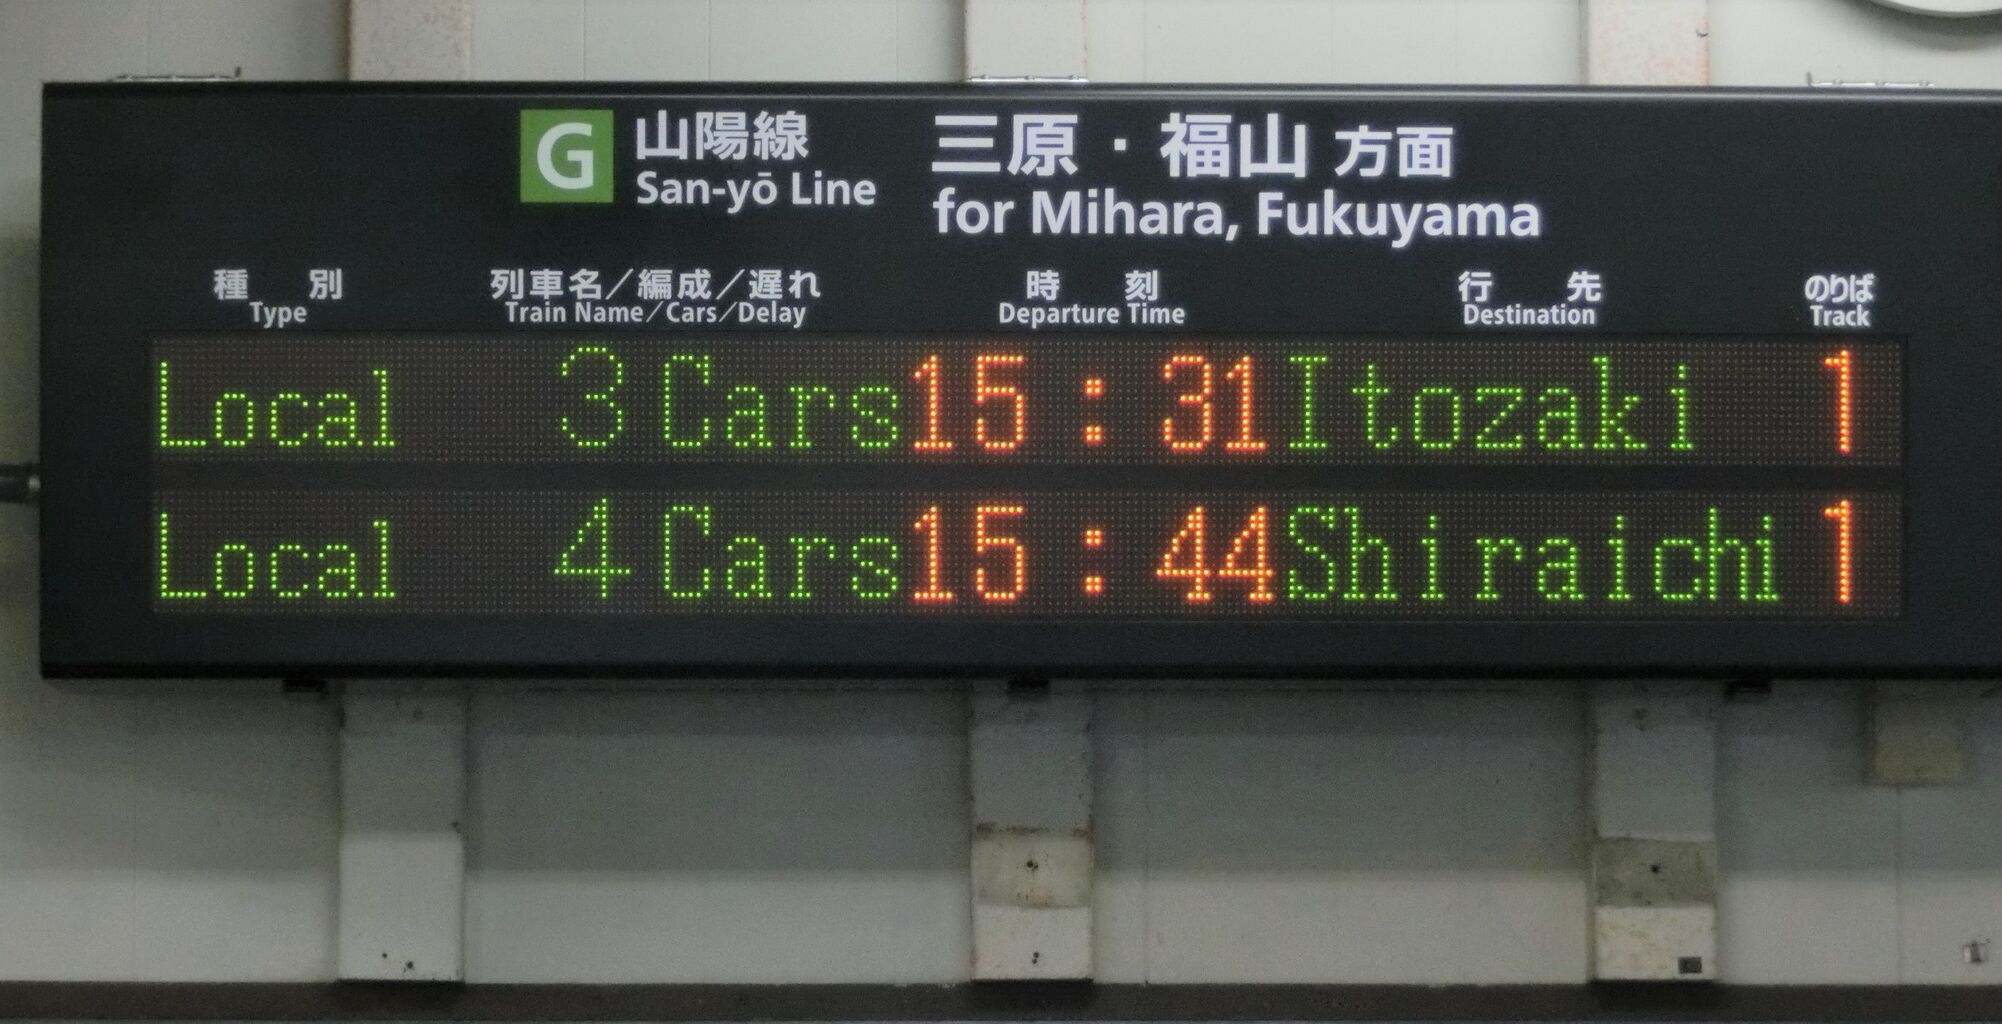 G 山陽線 三原・福山 方面
San-yō Line for Mihara, Fukuyama
種別 列車名/編成/遅れ 時刻 行先 のりば
Type Train Name/Cars/Delay Departure Time Destination Track
Local 3 Cars 15:31 Itozaki 1
Local 4 Cars 15:44 Shiraichi 1